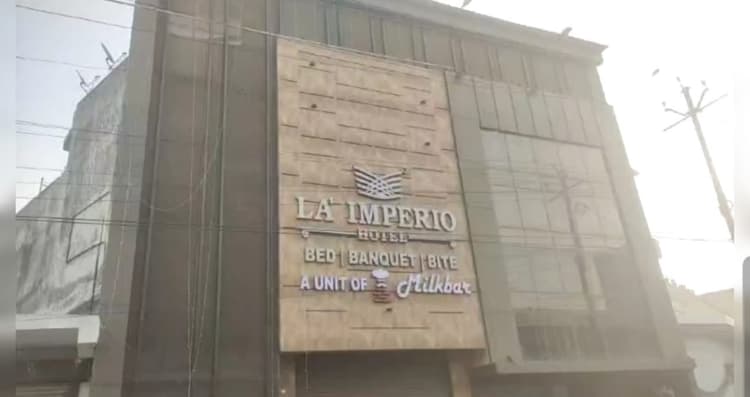 LA' IMPERIO
HOTEL
BED | BANQUET | BITE
A UNIT OF Milkbar